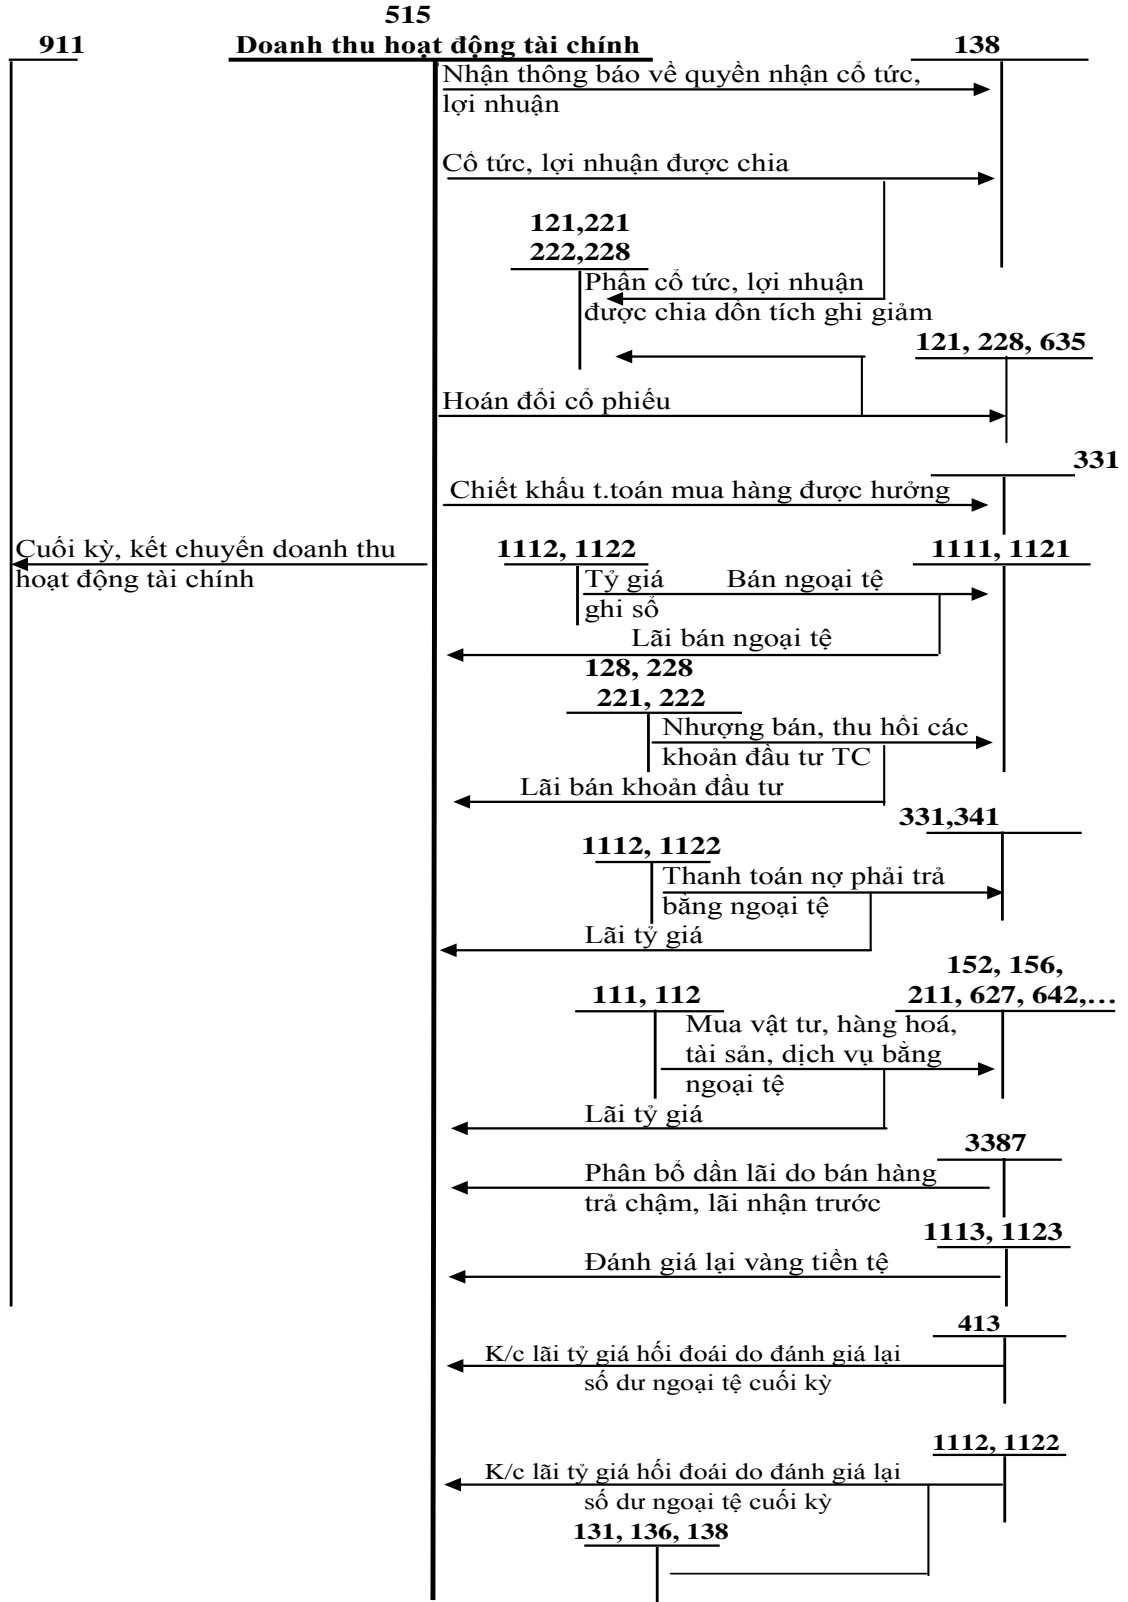 515
911
Doanh thu hoạt động tài chính
138
Nhận thông báo về quyền nhận cổ tức,
lợi nhuận
Cổ tức, lợi nhuận được chia
121,221
222,228
Phần cổ tức, lợi nhuận
được chia dồn tích ghi giảm
121, 228, 635
Hoán đổi cổ phiếu
331
Chiết khấu t.toán mua hàng được hưởng
Cuối kỳ, kết chuyển doanh thu
hoạt động tài chính
1112, 1122
1111, 1121
Tỷ giá
ghi sổ
Bán ngoại tệ
Lãi bán ngoại tệ
128, 228
221, 222
Nhượng bán, thu hồi các
khoản đầu tư TC
Lãi bán khoản đầu tư
331,341
1112, 1122
Thanh toán nợ phải trả
bằng ngoại tệ
Lãi tỷ giá
152, 156,
211, 627, 642,...
111, 112
Mua vật tư, hàng hoá,
tài sản, dịch vụ bằng
ngoại tệ
Lãi tỷ giá
3387
Phân bổ dần lãi do bán hàng
trả chậm, lãi nhận trước
1113, 1123
Đánh giá lại vàng tiền tệ
413
K/c lãi tỷ giá hối đoái do đánh giá lại
số dư ngoại tệ cuối kỳ
1112, 1122
K/c lãi tỷ giá hối đoái do đánh giá lại
số dư ngoại tệ cuối kỳ
131, 136, 138